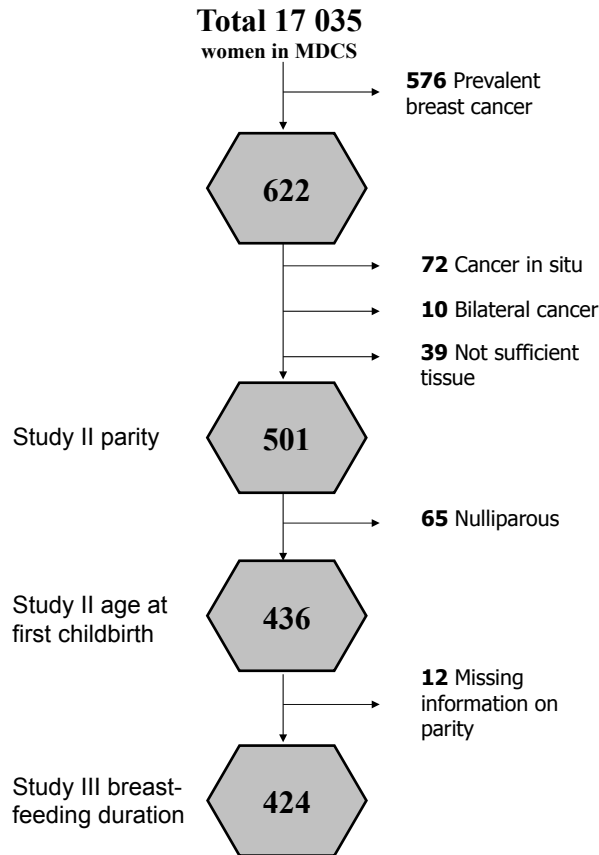 Total 17 035
women in MDCS
576 Prevalent
breast cancer
622
72 Cancer in situ
10 Bilateral cancer
39 Not sufficient
tissue
Study II parity
501
65 Nulliparous
Study II age at
first childbirth
436
12 Missing
information on
parity
Study III breast-
feeding duration
424